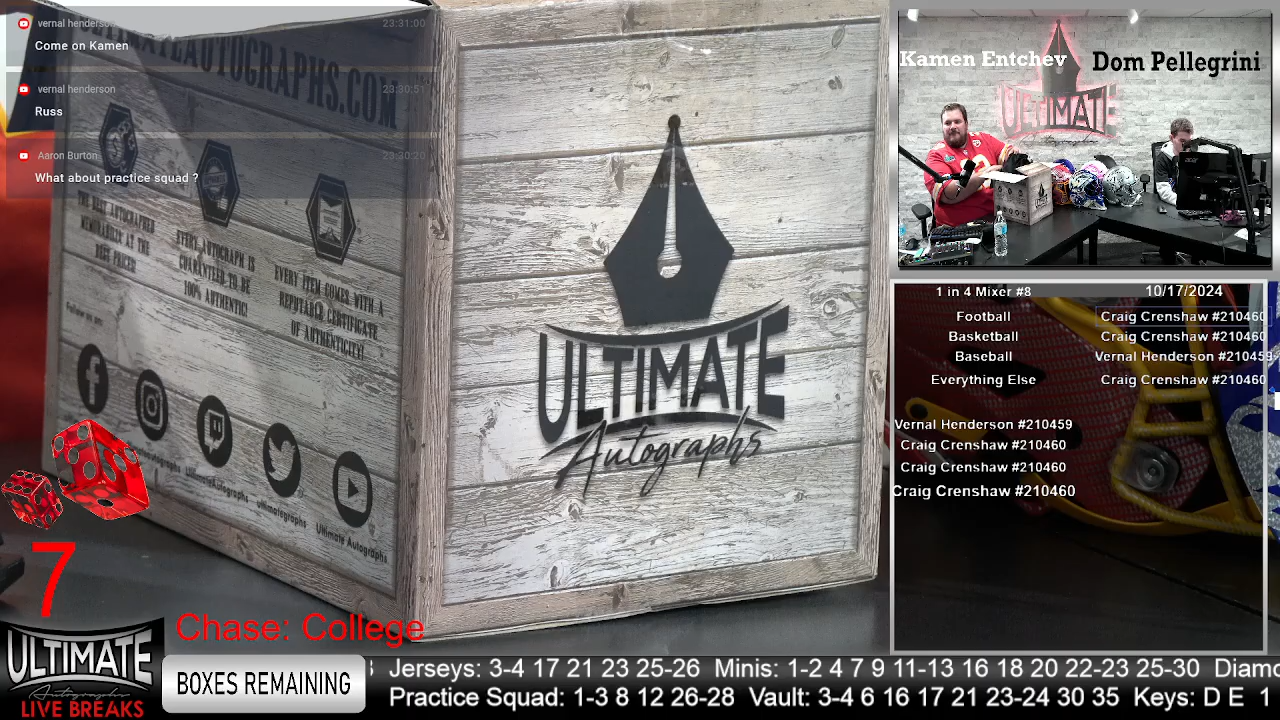 vernal henderson
23:31:00
Come on Kamen
vernal henderson
23:30:51
Russ
Aaron Burton
23:30:20
What about practice squad ?
ULTIMATEAUTOGRAPHS.COM
THE BEST AUTOGRAPHED
MEMORABILIA AT THE
BEST PRICES!
EVERY AUTOGRAPH IS
GUARANTEED TO BE
100% AUTHENTIC!
EVERY ITEM COMES WITH A
REPUTABLE CERTIFICATE
OF AUTHENTICITY!
Follow us on:
UltimateAutographs
ultimategraphs
Ultimate Autographs
ULTIMATE
Autographs
Kamen Entchev
Dom Pellegrini
ULTIMATE
1 in 4 Mixer #8 10/17/2024
Football Craig Crenshaw #210460
Basketball Craig Crenshaw #210460
Baseball Vernal Henderson #210459
Everything Else Craig Crenshaw #210460
Vernal Henderson #210459
Craig Crenshaw #210460
Craig Crenshaw #210460
Craig Crenshaw #210460
7
Chase: College
ULTIMATE
Autographs
LIVE BREAKS
BOXES REMAINING
Jerseys: 3-4 17 21 23 25-26 Minis: 1-2 4 7 9 11-13 16 18 20 22-23 25-30 Diamo
Practice Squad: 1-3 8 12 26-28 Vault: 3-4 6 16 17 21 23-24 30 35 Keys: D E 1